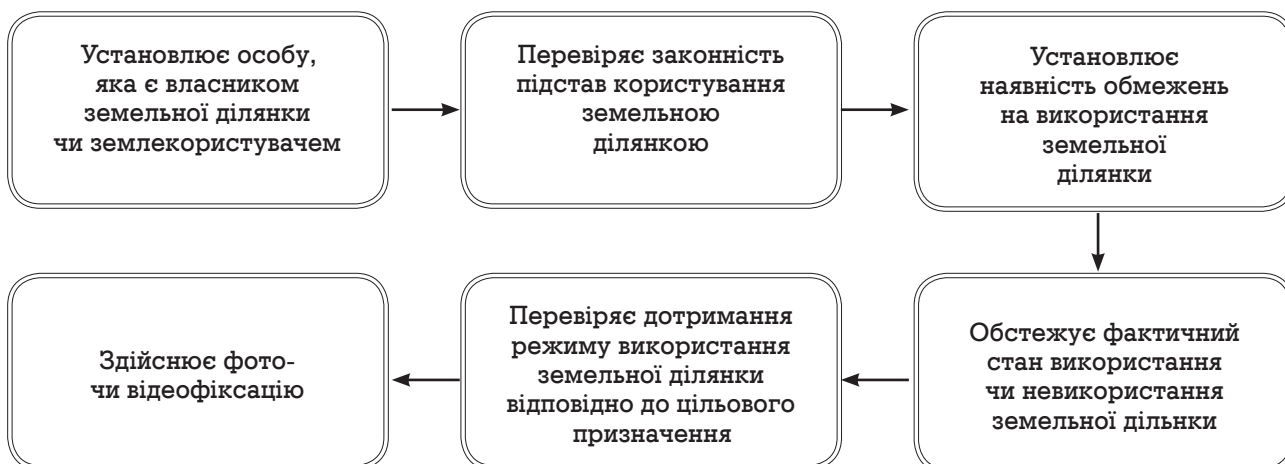 Установлює особу,
яка є власником
земельної ділянки
чи землекористувачем
Перевіряє законність
підстав користування
земельною
ділянкою
Установлює
наявність обмежень
на використання
земельної
ділянки
Обстежує фактичний
стан використання
чи невикористання
земельної дільнки
Перевіряє дотримання
режиму використання
земельної ділянки
відповідно до цільового
призначення
Здійснює фото-
чи відеофіксацію